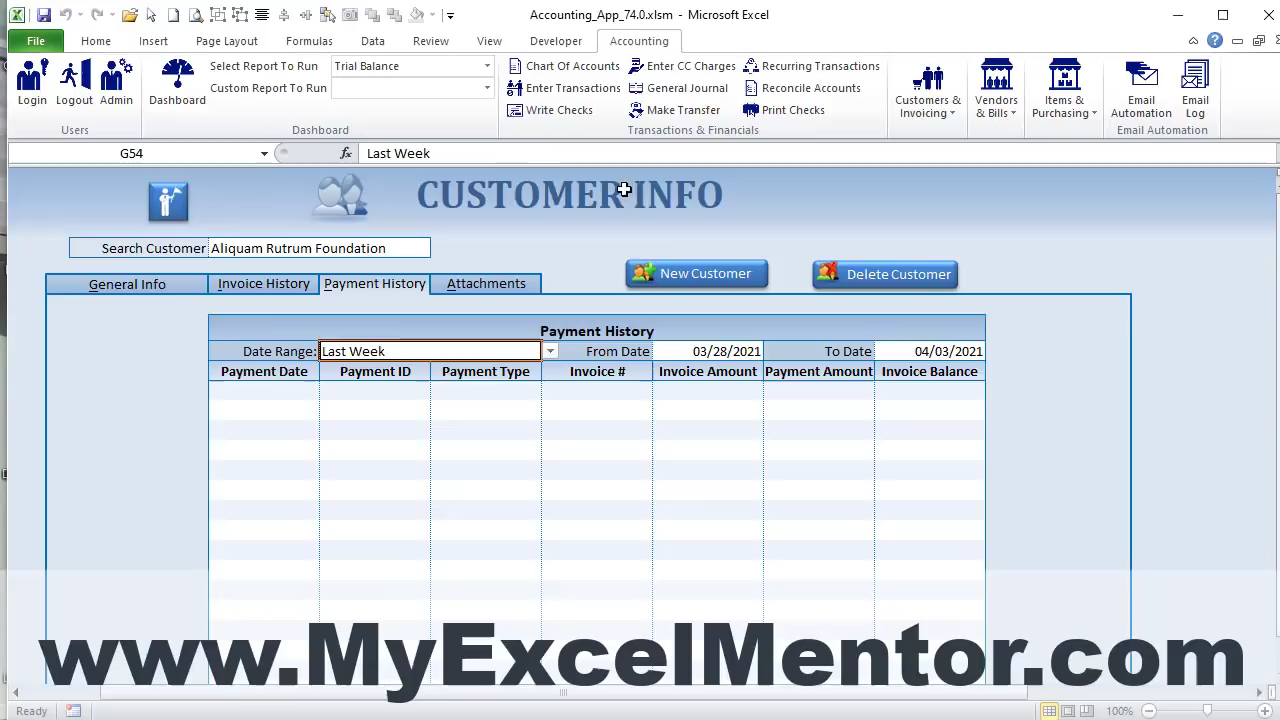 Accounting_App_74.0.xlsm - Microsoft Excel
File Home Insert Page Layout Formulas Data Review View Developer Accounting
Login Logout Admin
Users
Dashboard
Select Report To Run Trial Balance
Custom Report To Run
Dashboard
Chart Of Accounts Enter CC Charges Recurring Transactions
Enter Transactions General Journal Reconcile Accounts
Write Checks Make Transfer Print Checks
Transactions & Financials
Customers & Invoicing
Vendors & Bills
Items & Purchasing
Email Automation
Email Log
Email Automation
G54 fx Last Week
CUSTOMER INFO
Search Customer Aliquam Rutrum Foundation
General Info Invoice History Payment History Attachments
New Customer Delete Customer
Payment History
Date Range: Last Week From Date 03/28/2021 To Date 04/03/2021
Payment Date Payment ID Payment Type Invoice # Invoice Amount Payment Amount Invoice Balance
www.MyExcelMentor.com
Ready 100%